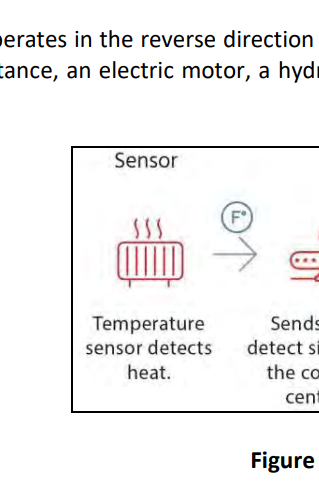 erates in the reverse direction
tance, an electric motor, a hydr
Sensor
F°
Temperature
sensor detects
heat.
Sends
detect si
the co
cent
Figure